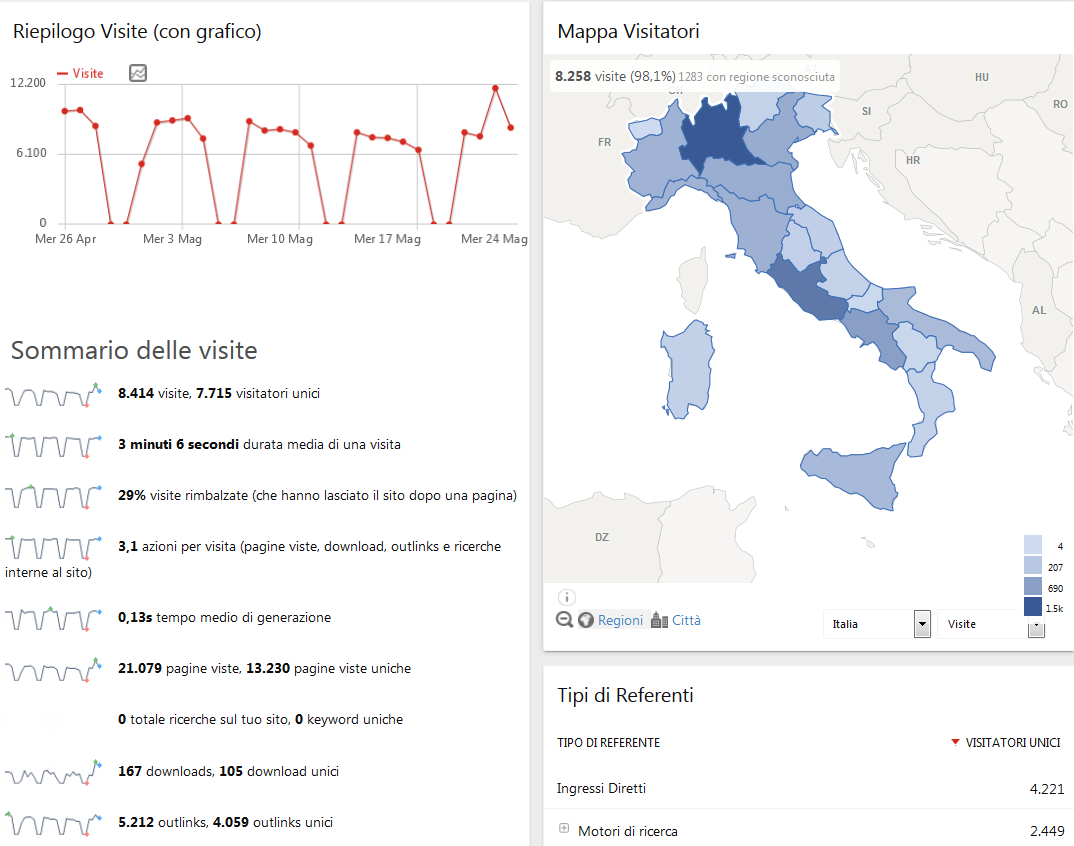 Riepilogo Visite (con grafico)
Visite
12.200
6.100
0
Mer 26 Apr
Mer 3 Mag
Mer 10 Mag
Mer 17 Mag
Mer 24 Mag
Sommario delle visite
8.414 visite, 7.715 visitatori unici
3 minuti 6 secondi durata media di una visita
29% visite rimbalzate (che hanno lasciato il sito dopo una pagina)
3,1 azioni per visita (pagine viste, download, outlinks e ricerche
interne al sito)
0,13s tempo medio di generazione
21.079 pagine viste, 13.230 pagine viste uniche
0 totale ricerche sul tuo sito, 0 keyword uniche
167 downloads, 105 download unici
5.212 outlinks, 4.059 outlinks unici
Mappa Visitatori
8.258 visite (98,1%) 1283 con regione sconosciuta
HU
RO
SI
FR
HR
AL
DZ
4
207
690
1.5k
Regioni
Città
Italia
Visite
Tipi di Referenti
TIPO DI REFERENTE
VISITATORI UNICI
Ingressi Diretti
4.221
Motori di ricerca
2.449